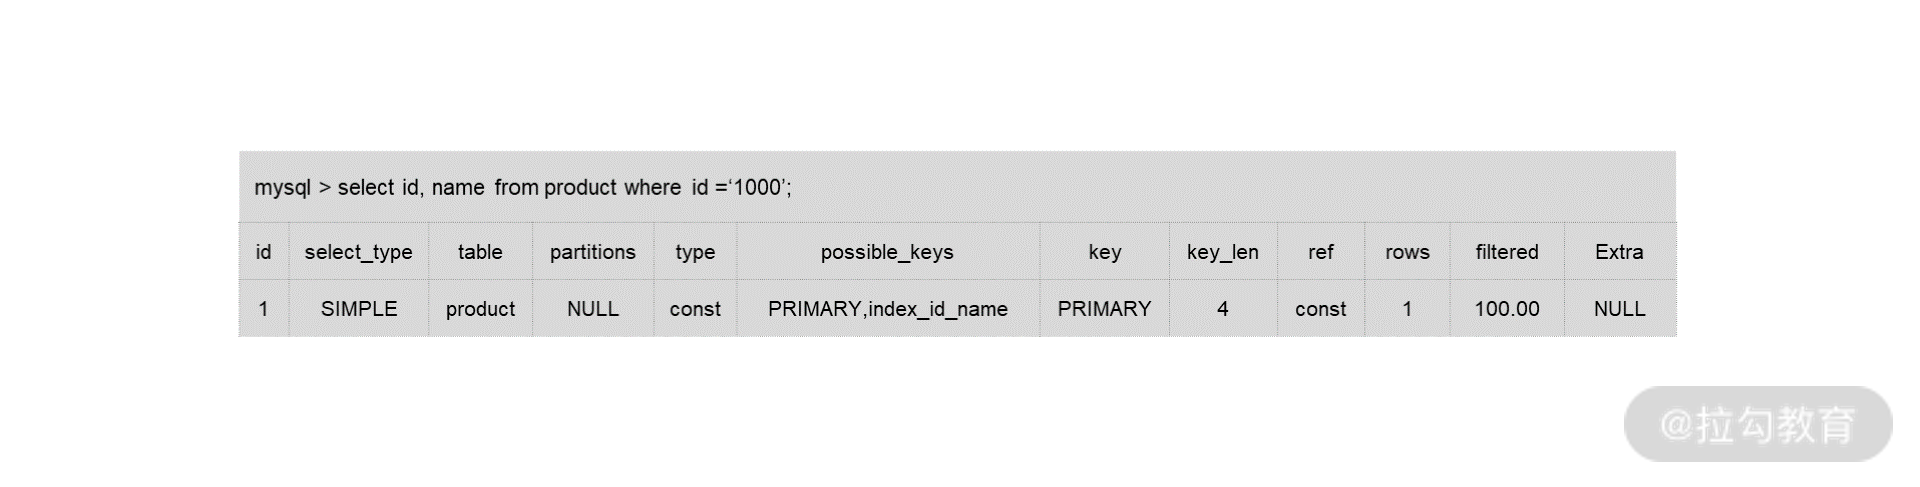 mysql > select id, name from product where id =‘1000’;
id select_type table partitions type possible_keys key key_len ref rows filtered Extra
1 SIMPLE product NULL const PRIMARY,index_id_name PRIMARY 4 const 1 100.00 NULL
@拉勾教育